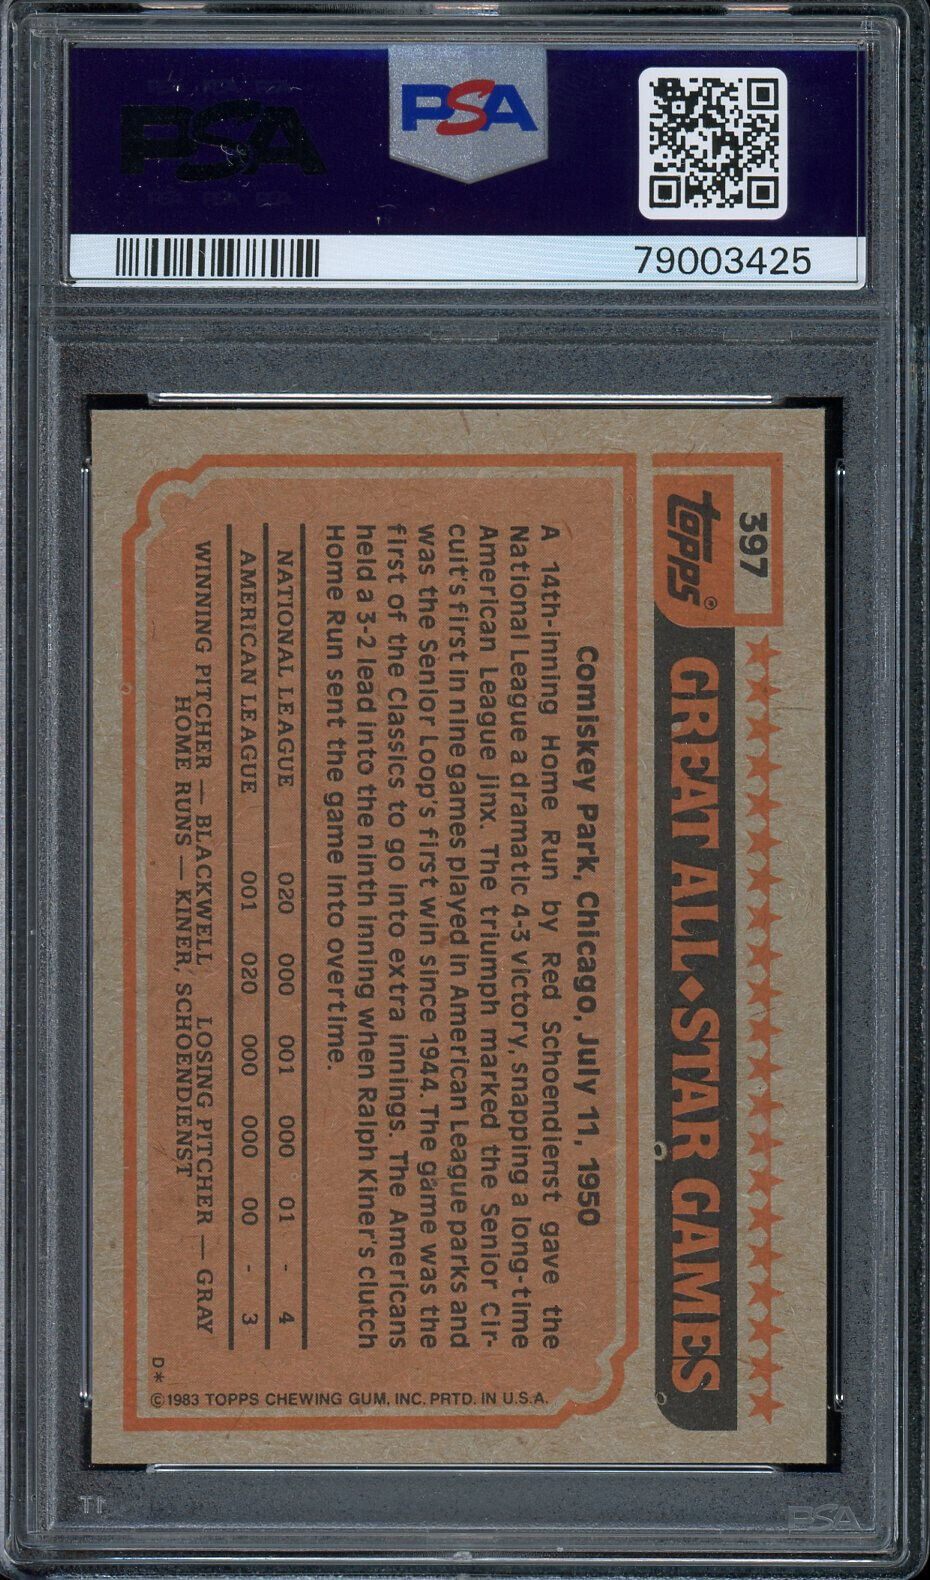 PSA
PSA
79003425
397
topps®
GREAT ALL◆STAR GAMES
Comiskey Park, Chicago, July 11, 1950
A 14th-inning Home Run by Red Schoendienst gave the
National League a dramatic 4-3 victory, snapping a long-time
American League jinx. The triumph marked the Senior Cir-
cuit's first in nine games played in American League parks and
was the Senior Loop's first win since 1944. The game was the
first of the Classics to go into extra innings. The Americans
held a 3-2 lead into the ninth inning when Ralph Kiner's clutch
Home Run sent the game into overtime.
NATIONAL LEAGUE 020 000 001 000 01 - 4
AMERICAN LEAGUE 001 020 000 000 00 - 3
WINNING PITCHER — BLACKWELL LOSING PITCHER — GRAY
HOME RUNS — KINER, SCHOENDIENST
D* ©1983 TOPPS CHEWING GUM, INC. PRTD. IN U.S.A.
PSA